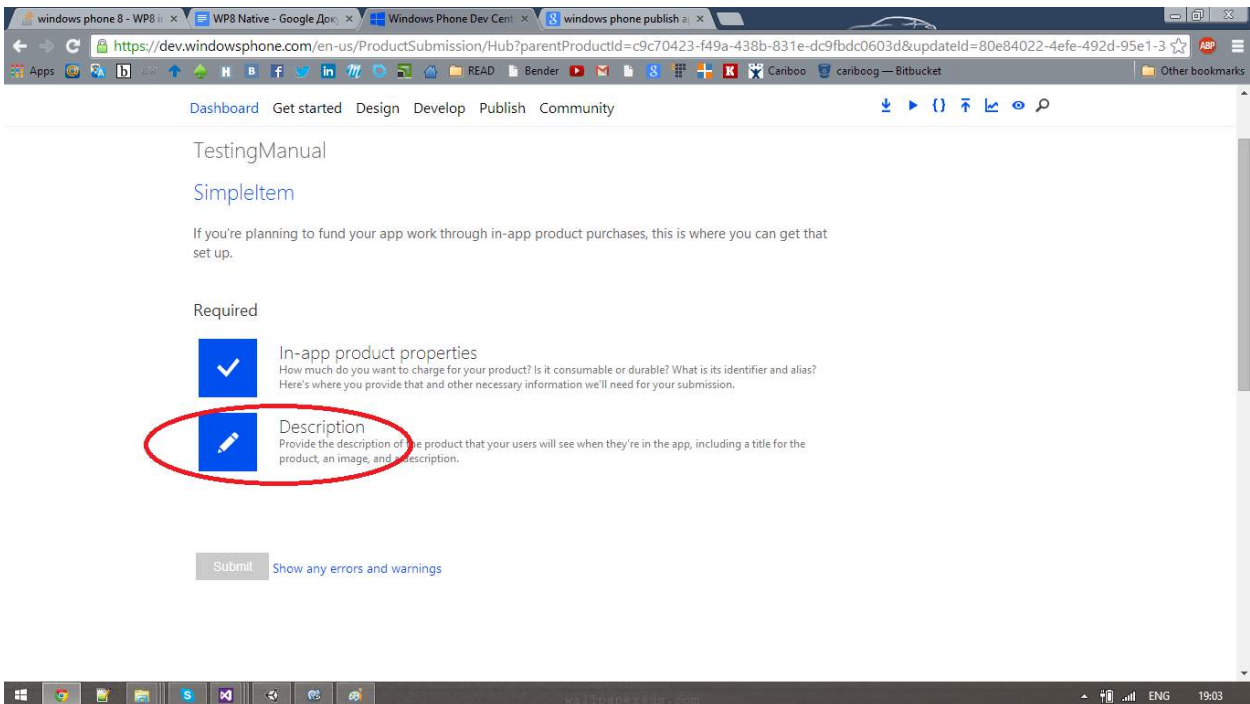 windows phone 8 - WP8 in
WP8 Native - Google Док
Windows Phone Dev Cent
windows phone publish a
https://dev.windowsphone.com/en-us/ProductSubmission/Hub?parentProductId=c9c70423-f49a-438b-831e-dc9fbdc0603d&updateId=80e84022-4efe-492d-95e1-3
ABP
Apps
READ
Bender
Cariboo
cariboog — Bitbucket
Other bookmarks
Dashboard Get started Design Develop Publish Community
TestingManual
SimpleItem
If you're planning to fund your app work through in-app product purchases, this is where you can get that
set up.
Required
In-app product properties
How much do you want to charge for your product? Is it consumable or durable? What is its identifier and alias?
Here's where you provide that and other necessary information we'll need for your submission.
Description
Provide the description of the product that your users will see when they're in the app, including a title for the
product, an image, and a description.
Submit Show any errors and warnings
ENG 19:03